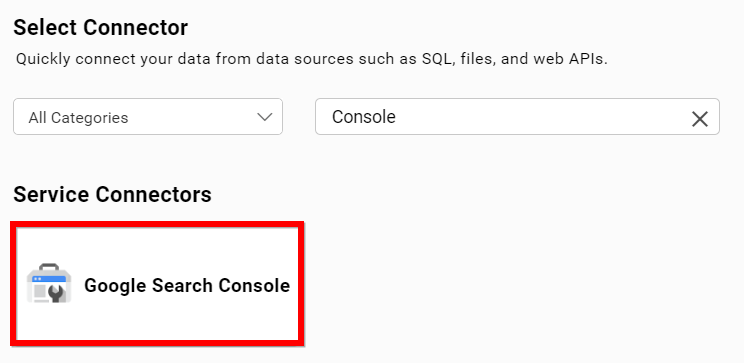 Select Connector
Quickly connect your data from data sources such as SQL, files, and web APIs.
All Categories
Console
Service Connectors
Google Search Console